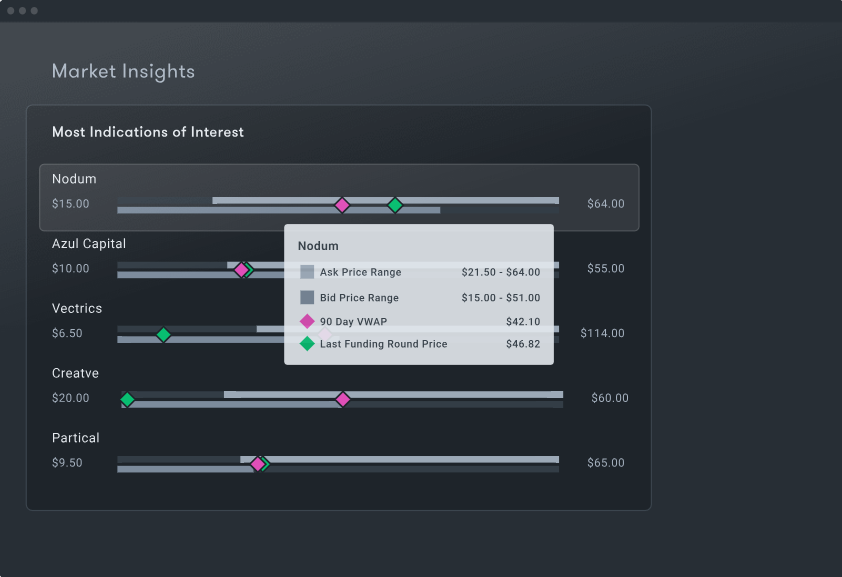 Market Insights
Most Indications of Interest
Nodum
$15.00 $64.00
Nodum
Ask Price Range $21.50 - $64.00
Bid Price Range $15.00 - $51.00
90 Day VWAP $42.10
Last Funding Round Price $46.82
Azul Capital
$10.00 $55.00
Vectrics
$6.50 $114.00
Creatve
$20.00 $60.00
Partical
$9.50 $65.00